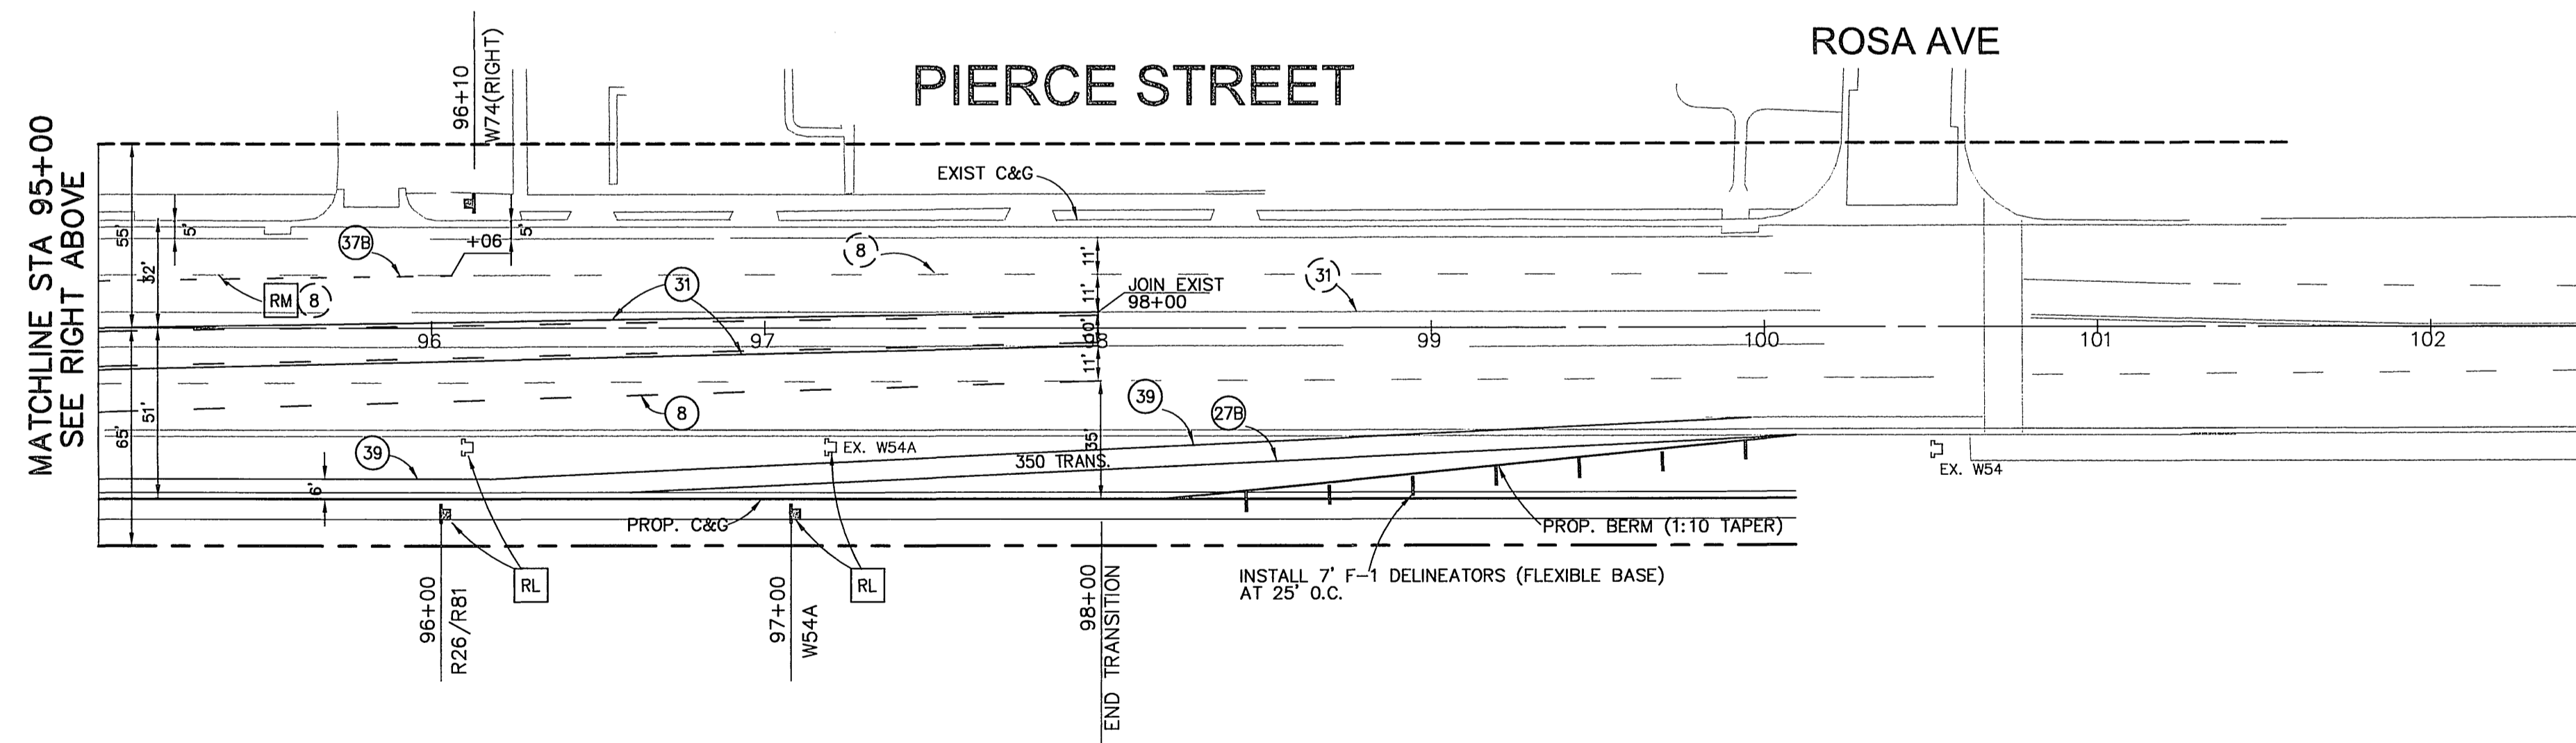 ROSA AVE
PIERCE STREET
MATCHLINE STA 95+00
SEE RIGHT ABOVE
96+10
W74(RIGHT)
EXIST C&G
55'
5'
32'
37B
+06
5'
8
11'
11'
31
JOIN EXIST
98+00
31
RM
8
96
97
99
100
101
102
11'
8
39
27B
51'
65'
39
6'
EX. W54A
35'
350 TRANS.
EX. W54
PROP. C&G
PROP. BERM (1:10 TAPER)
RL
RL
INSTALL 7' F-1 DELINEATORS (FLEXIBLE BASE)
AT 25' O.C.
96+00
R26/R81
97+00
W54A
98+00
END TRANSITION